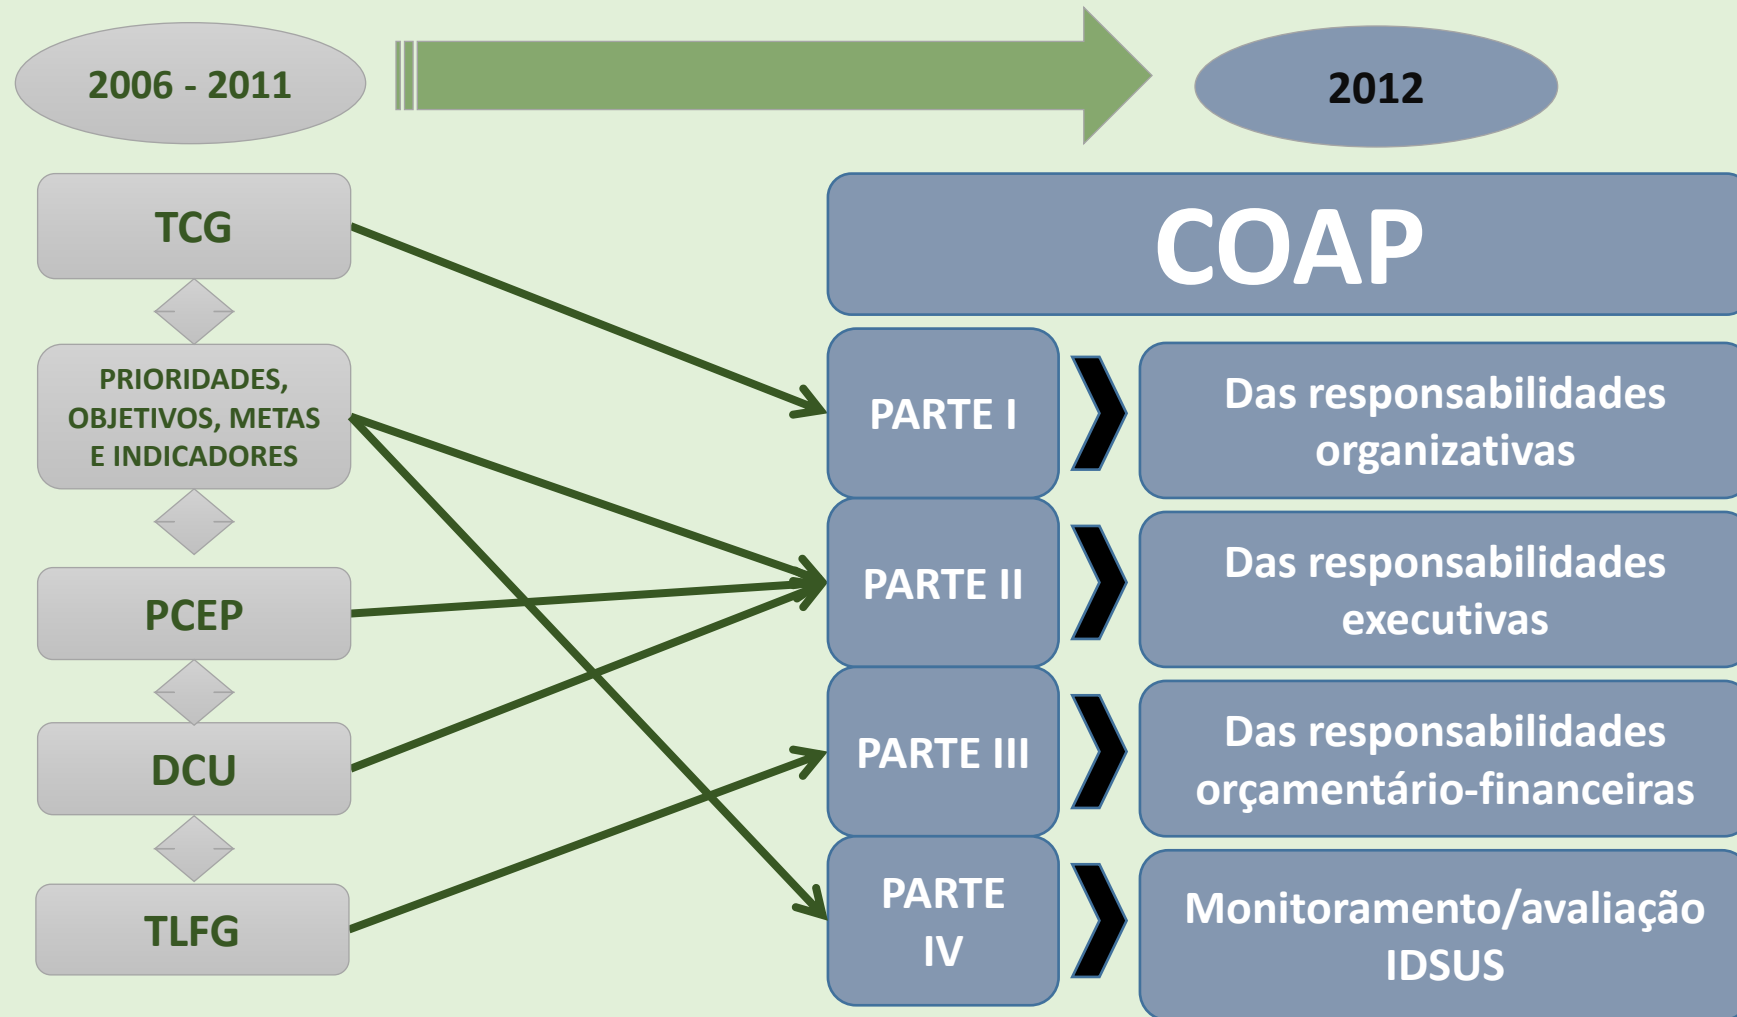 2006 - 2011
2012
TCG
PRIORIDADES,
OBJETIVOS, METAS
E INDICADORES
PCEP
DCU
TLFG
COAP
PARTE I
Das responsabilidades
organizativas
PARTE II
Das responsabilidades
executivas
PARTE III
Das responsabilidades
orçamentário-financeiras
PARTE
IV
Monitoramento/avaliação
IDSUS